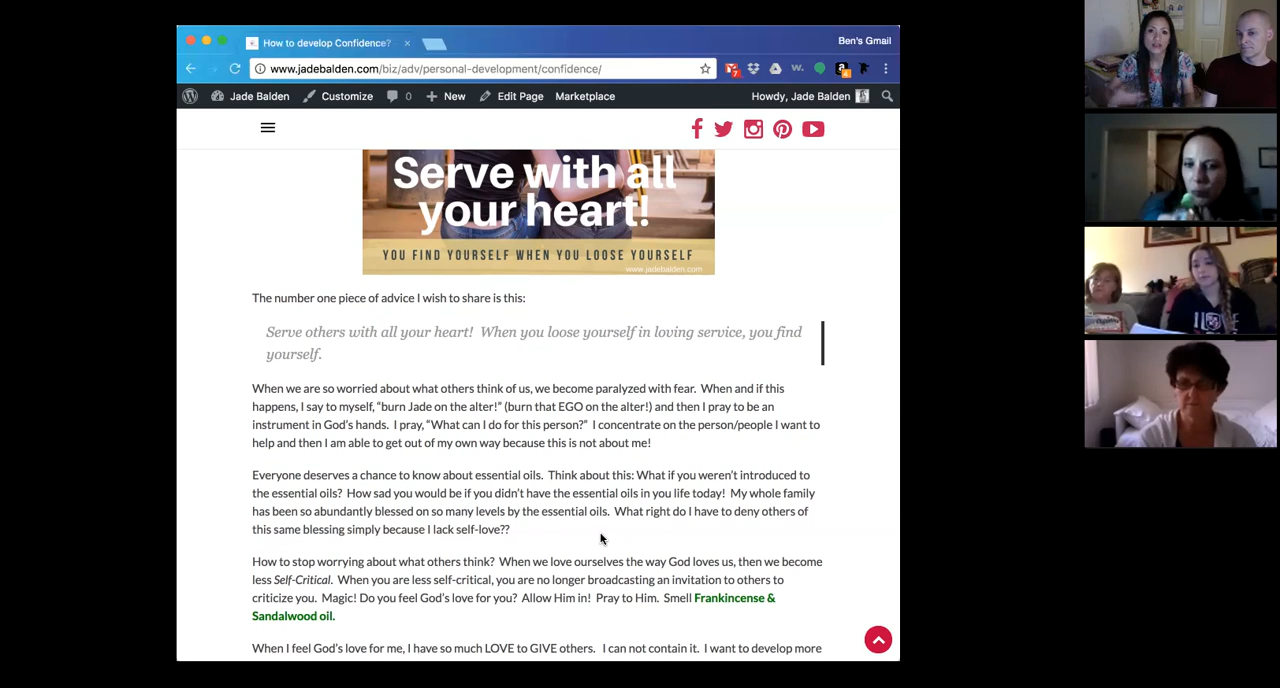 How to develop Confidence?
Ben's Gmail
www.jadebalden.com/biz/adv/personal-development/confidence/
7
W.
4
Jade Balden Customize 0 New Edit Page Marketplace Howdy, Jade Balden
Serve with all
your heart!
YOU FIND YOURSELF WHEN YOU LOOSE YOURSELF
www.jadebalden.com
The number one piece of advice I wish to share is this:
Serve others with all your heart! When you loose yourself in loving service, you find
yourself.
When we are so worried about what others think of us, we become paralyzed with fear. When and if this
happens, I say to myself, “burn Jade on the alter!” (burn that EGO on the alter!) and then I pray to be an
instrument in God’s hands. I pray, “What can I do for this person?” I concentrate on the person/people I want to
help and then I am able to get out of my own way because this is not about me!
Everyone deserves a chance to know about essential oils. Think about this: What if you weren’t introduced to
the essential oils? How sad you would be if you didn’t have the essential oils in you life today! My whole family
has been so abundantly blessed on so many levels by the essential oils. What right do I have to deny others of
this same blessing simply because I lack self-love??
How to stop worrying about what others think? When we love ourselves the way God loves us, then we become
less Self-Critical. When you are less self-critical, you are no longer broadcasting an invitation to others to
criticize you. Magic! Do you feel God’s love for you? Allow Him in! Pray to Him. Smell Frankincense &
Sandalwood oil.
When I feel God’s love for me, I have so much LOVE to GIVE others. I can not contain it. I want to develop more